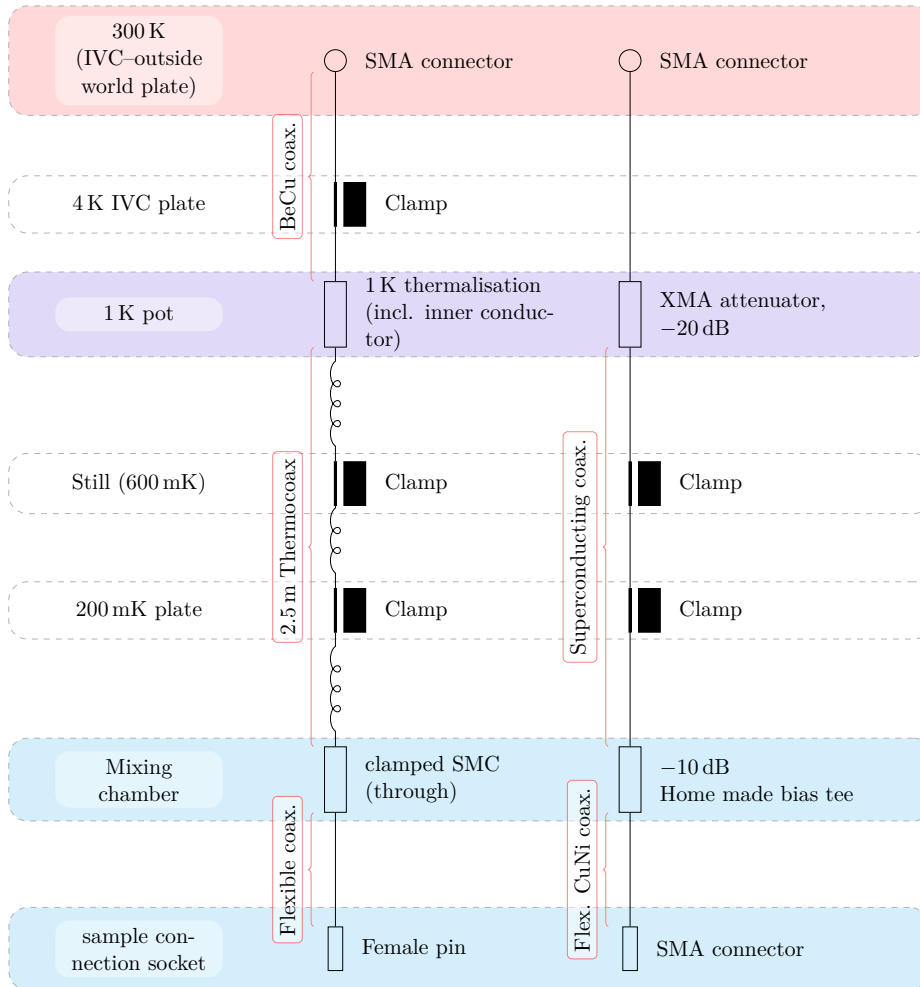 300 K
(IVC–outside
world plate)
SMA connector
SMA connector
BeCu coax.
4 K IVC plate
Clamp
1 K pot
1 K thermalisation
(incl. inner conduc-
tor)
XMA attenuator,
−20 dB
2.5 m Thermocoax
Superconducting coax.
Still (600 mK)
Clamp
Clamp
200 mK plate
Clamp
Clamp
Mixing
chamber
clamped SMC
(through)
−10 dB
Home made bias tee
Flexible coax.
Flex. CuNi coax.
sample con-
nection socket
Female pin
SMA connector